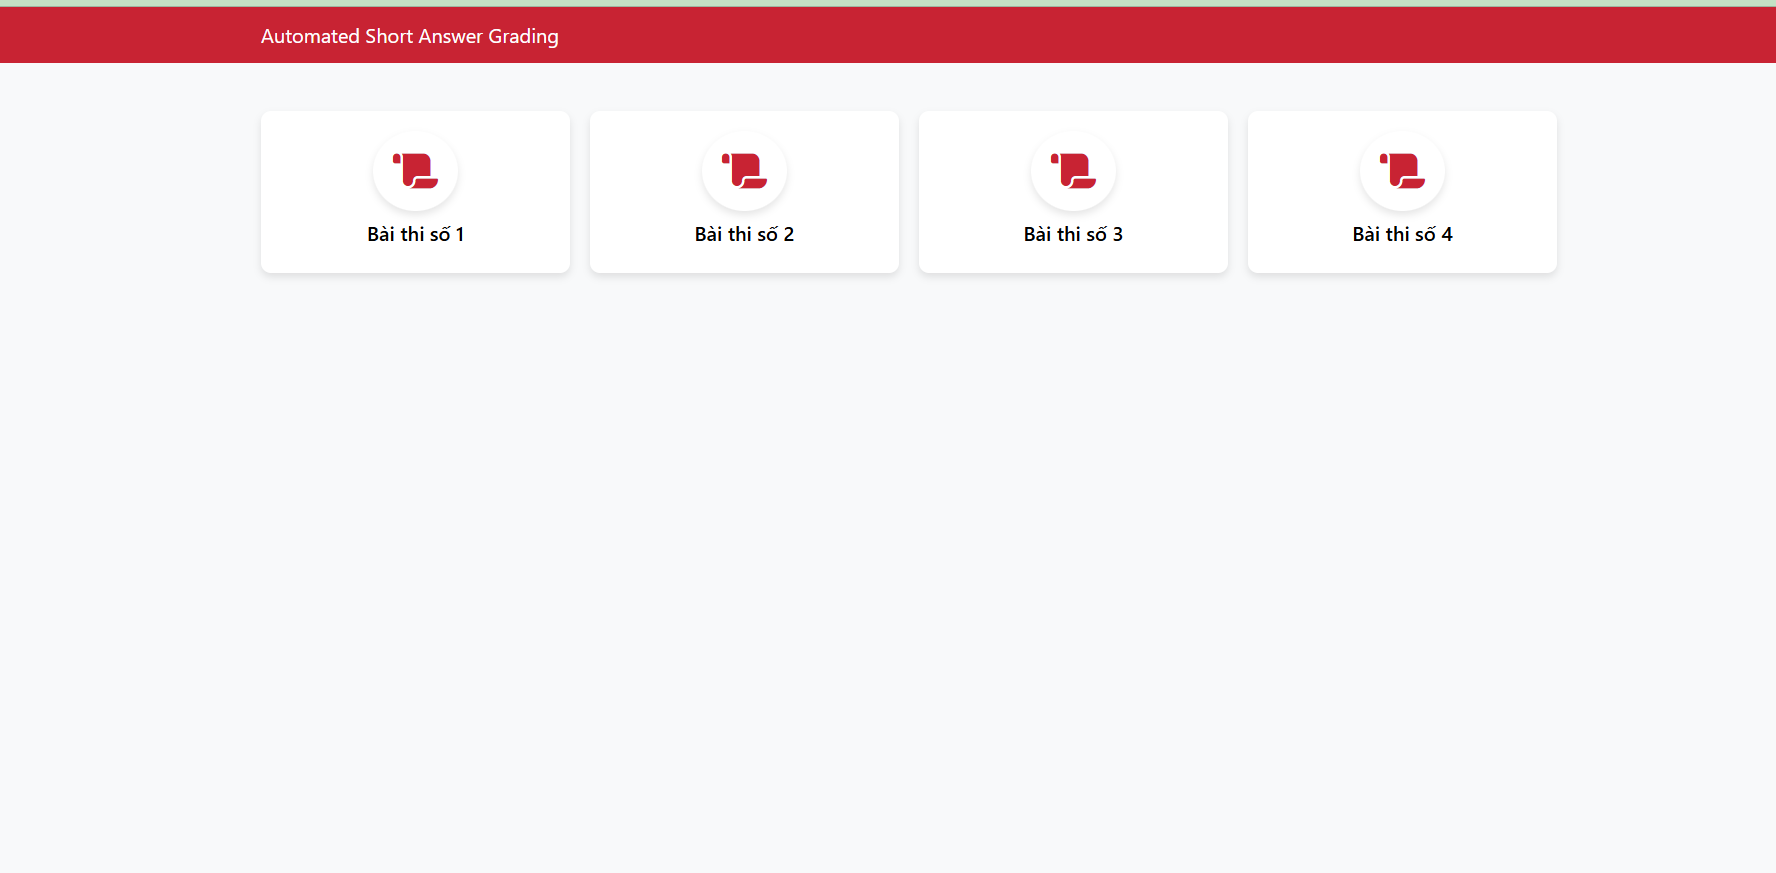 Automated Short Answer Grading
Bài thi số 1
Bài thi số 2
Bài thi số 3
Bài thi số 4